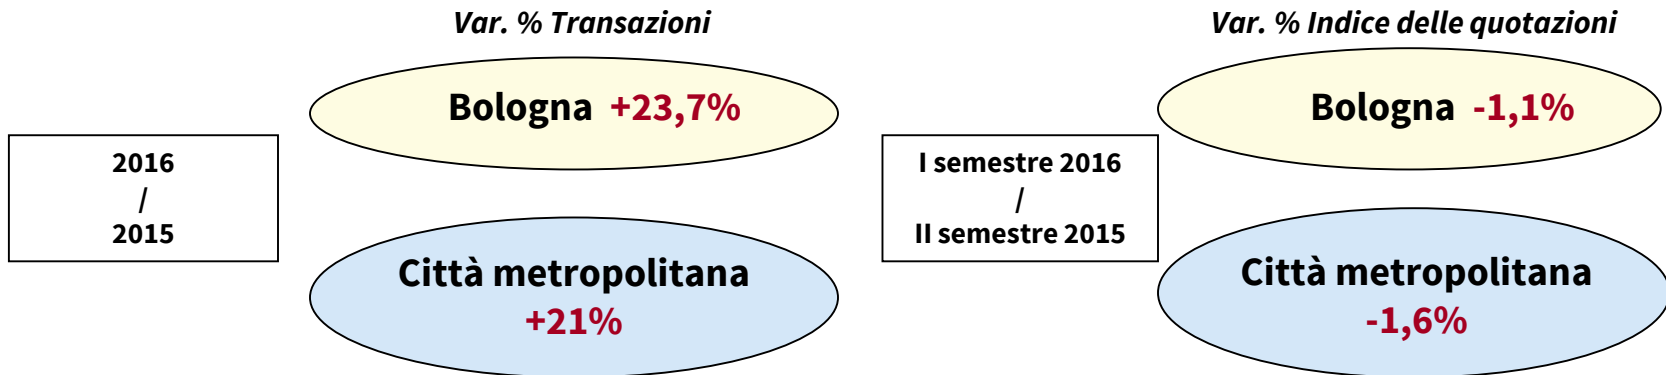 Var. % Transazioni
Bologna +23,7%
2016
/
2015
Città metropolitana
+21%
Var. % Indice delle quotazioni
Bologna -1,1%
I semestre 2016
/
II semestre 2015
Città metropolitana
-1,6%